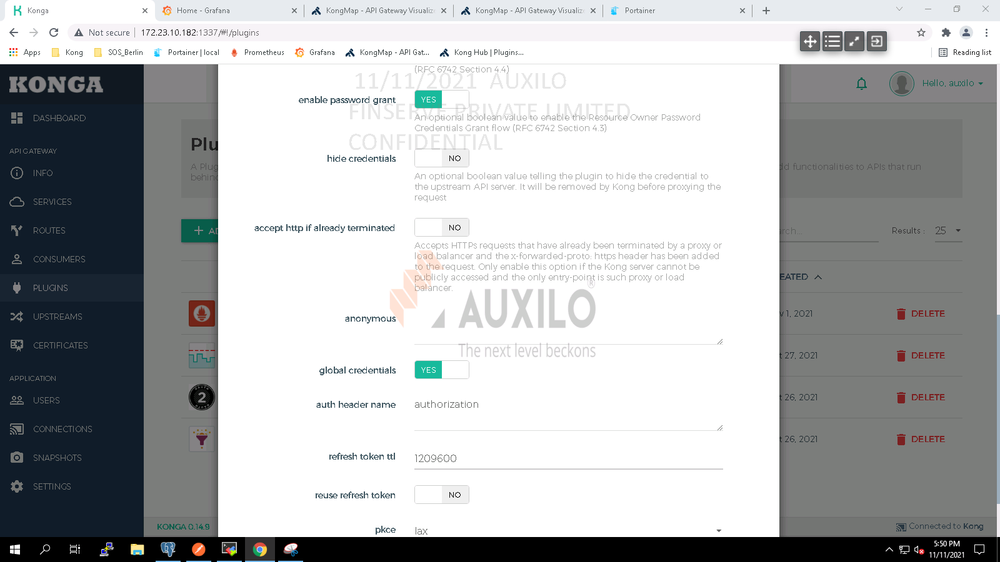 Konga
Home - Grafana
KongMap - API Gateway Visualize
KongMap - API Gateway Visualize
Portainer
Not secure
172.23.10.182:1337/#!/plugins
Apps
Kong
SOS_Berlin
Portainer | local
Prometheus
Grafana
KongMap - API Gat...
Kong Hub | Plugins...
Reading list
KONGA
Hello, auxilo
DASHBOARD
API GATEWAY
INFO
SERVICES
ROUTES
CONSUMERS
PLUGINS
UPSTREAMS
CERTIFICATES
APPLICATION
USERS
CONNECTIONS
SNAPSHOTS
SETTINGS
Plu
A Plug
behin
dd functionalities to APIs that run
AD
arch...
Results :
25
EATED
v 1, 2021
DELETE
t 27, 2021
DELETE
t 26, 2021
DELETE
t 26, 2021
DELETE
OAUTH
2
(RFC 6742 Section 4.4)
11/11/2021 AUXILO
FINSERVE PRIVATE LIMITED
CONFIDENTIAL
enable password grant
YES
An optional boolean value to enable the Resource Owner Password
Credentials Grant flow (RFC 6742 Section 4.3)
hide credentials
NO
An optional boolean value telling the plugin to hide the credential to
the upstream API server. It will be removed by Kong before proxying the
request
accept http if already terminated
NO
Accepts HTTPs requests that have already been terminated by a proxy or
load balancer and the x-forwarded-proto: https header has been added
to the request. Only enable this option if the Kong server cannot be
publicly accessed and the only entry-point is such proxy or load
balancer.
anonymous
AUXILO®
The next level beckons
global credentials
YES
auth header name
authorization
refresh token ttl
1209600
reuse refresh token
NO
pkce
lax
KONGA 0.14.9
Connected to Kong
5:50 PM
11/11/2021